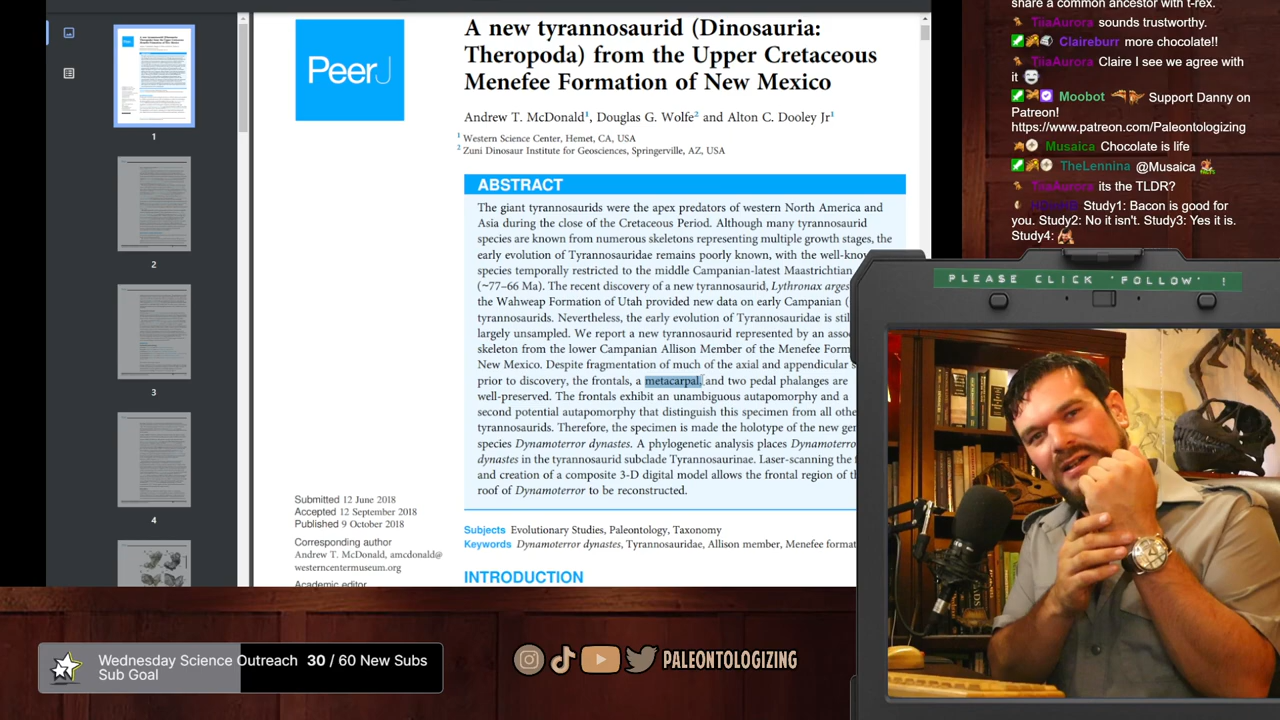 PeerJ
A new tyrannosaurid (Dinosauria:
Theropoda) from the Upper Cretaceous
Menefee Formation of New Mexico
Andrew T. McDonald1, Douglas G. Wolfe2 and Alton C. Dooley Jr1
1 Western Science Center, Hemet, CA, USA
2 Zuni Dinosaur Institute for Geosciences, Springerville, AZ, USA
ABSTRACT
The giant tyrannosaurids were the apex predators of western North America and
Asia during the close of the Cretaceous Period. Although many tyrannosaurid
species are known from numerous skeletons representing multiple growth stages, the
early evolution of Tyrannosauridae remains poorly known, with the well-know
species temporally restricted to the middle Campanian-latest Maastrichtian
(~77–66 Ma). The recent discovery of a new tyrannosaurid, Lythronax arges
the Wahweap Formation of Utah provided new data on early Campanian (
tyrannosaurids. Nevertheless, the early evolution of Tyrannosauridae is stil
largely unsampled. We report a new tyrannosaurid represented by an asso
skeleton from the lower Campanian Allison Member of the Menefee Form
New Mexico. Despite fragmentation of much of the axial and appendicular s
prior to discovery, the frontals, a metacarpal, and two pedal phalanges are
well-preserved. The frontals exhibit an unambiguous autapomorphy and a
second potential autapomorphy that distinguish this specimen from all othe
tyrannosaurids. Therefore, the specimen is made the holotype of the new gen
species Dynamoterror dynastes. A phylogenetic analysis places Dynamoterro
dynastes in the tyrannosaurid subclade Tyrannosaurinae. Laser-scanning the
and creation of a composite 3-D digital model allows the frontal region of th
roof of Dynamoterror to be reconstructed.
Submitted 12 June 2018
Accepted 12 September 2018
Published 9 October 2018
Corresponding author
Andrew T. McDonald, amcdonald@
westerncentermuseum.org
Academic editor
Subjects Evolutionary Studies, Paleontology, Taxonomy
Keywords Dynamoterror dynastes, Tyrannosauridae, Allison member, Menefee format
INTRODUCTION
1
2
3
4
share a common ancestor with t-rex.
TiiaAurora sounds trustworthy.
Claireburr more chocolate!!
TiiaAurora Claire I see we agree with
it
Moobot Support Danny on
Patreon!
https://www.patreon.com/Paleontologizing
Musaica Chocolate is life
TheLennina @Musaica
TiiaAurora its the TLDR?
Study1: Bacon is good for
you. Study2: No it isn't. Study3: Yes it is.
Study4:
PLEASE CLICK 'FOLLOW' !
Wednesday Science Outreach 30 / 60 New Subs
Sub Goal
PALEONTOLOGIZING